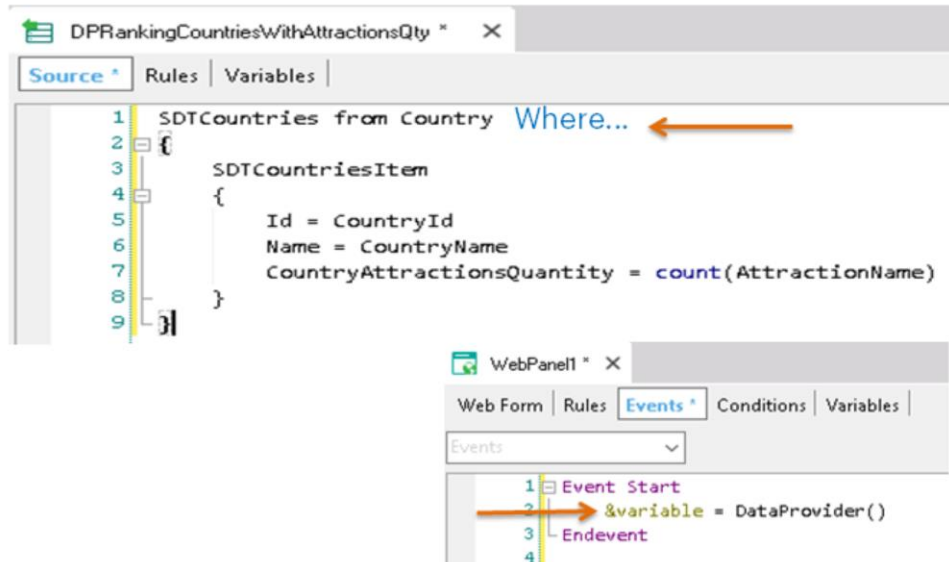 DPRankingCountriesWithAttractionsQty * X
Source * Rules Variables
1 SDTCountries from Country Where...
2 {
3 SDTCountriesItem
4 {
5 Id = CountryId
6 Name = CountryName
7 CountryAttractionsQuantity = count(AttractionName)
8 }
9 }
WebPanel1 * X
Web Form Rules Events * Conditions Variables
Events
1 Event Start
2 &variable = DataProvider()
3 Endevent
4